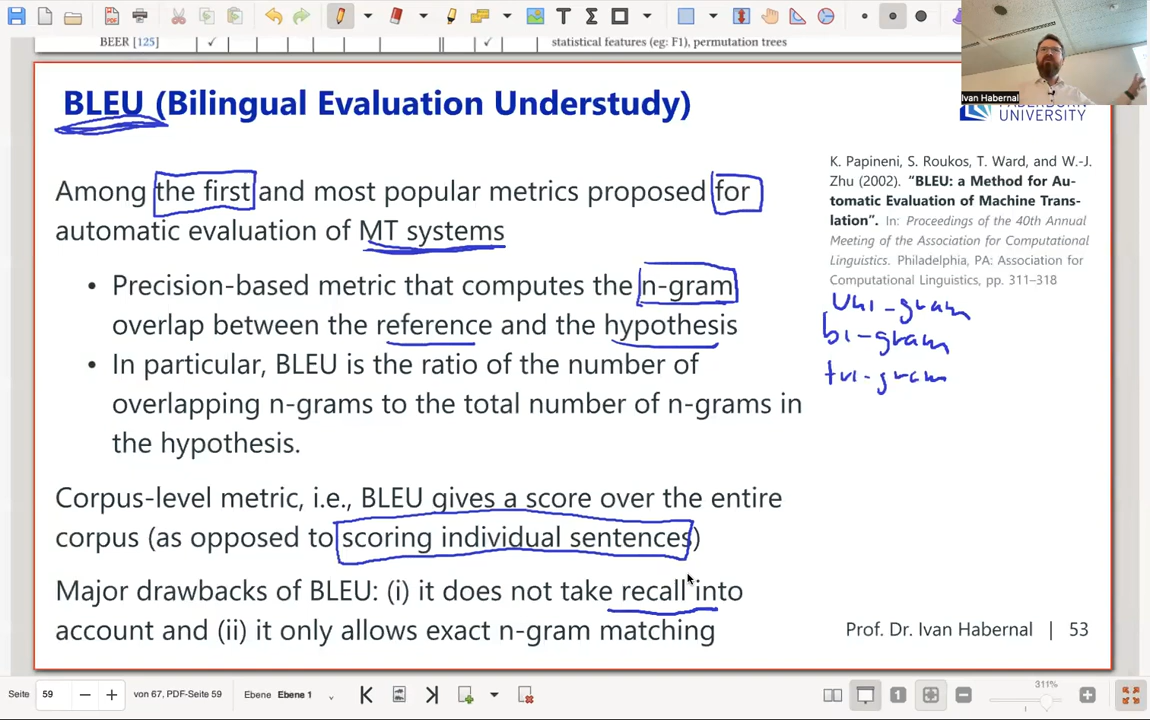 BEER [125] ✓ ✓ statistical features (eg: F1), permutation trees
Ivan Habernal
BLEU (Bilingual Evaluation Understudy)
UNIVERSITY
Among the first and most popular metrics proposed for
automatic evaluation of MT systems
• Precision-based metric that computes the n-gram
overlap between the reference and the hypothesis
• In particular, BLEU is the ratio of the number of
overlapping n-grams to the total number of n-grams in
the hypothesis.
Corpus-level metric, i.e., BLEU gives a score over the entire
corpus (as opposed to scoring individual sentences)
Major drawbacks of BLEU: (i) it does not take recall into
account and (ii) it only allows exact n-gram matching
K. Papineni, S. Roukos, T. Ward, and W.-J.
Zhu (2002). “BLEU: a Method for Au-
tomatic Evaluation of Machine Trans-
lation”. In: Proceedings of the 40th Annual
Meeting of the Association for Computational
Linguistics. Philadelphia, PA: Association for
Computational Linguistics, pp. 311–318
Uni-gram
bi-gram
tri-gram
Prof. Dr. Ivan Habernal | 53
Seite 59 von 67, PDF-Seite 59 Ebene Ebene 1 1 311%